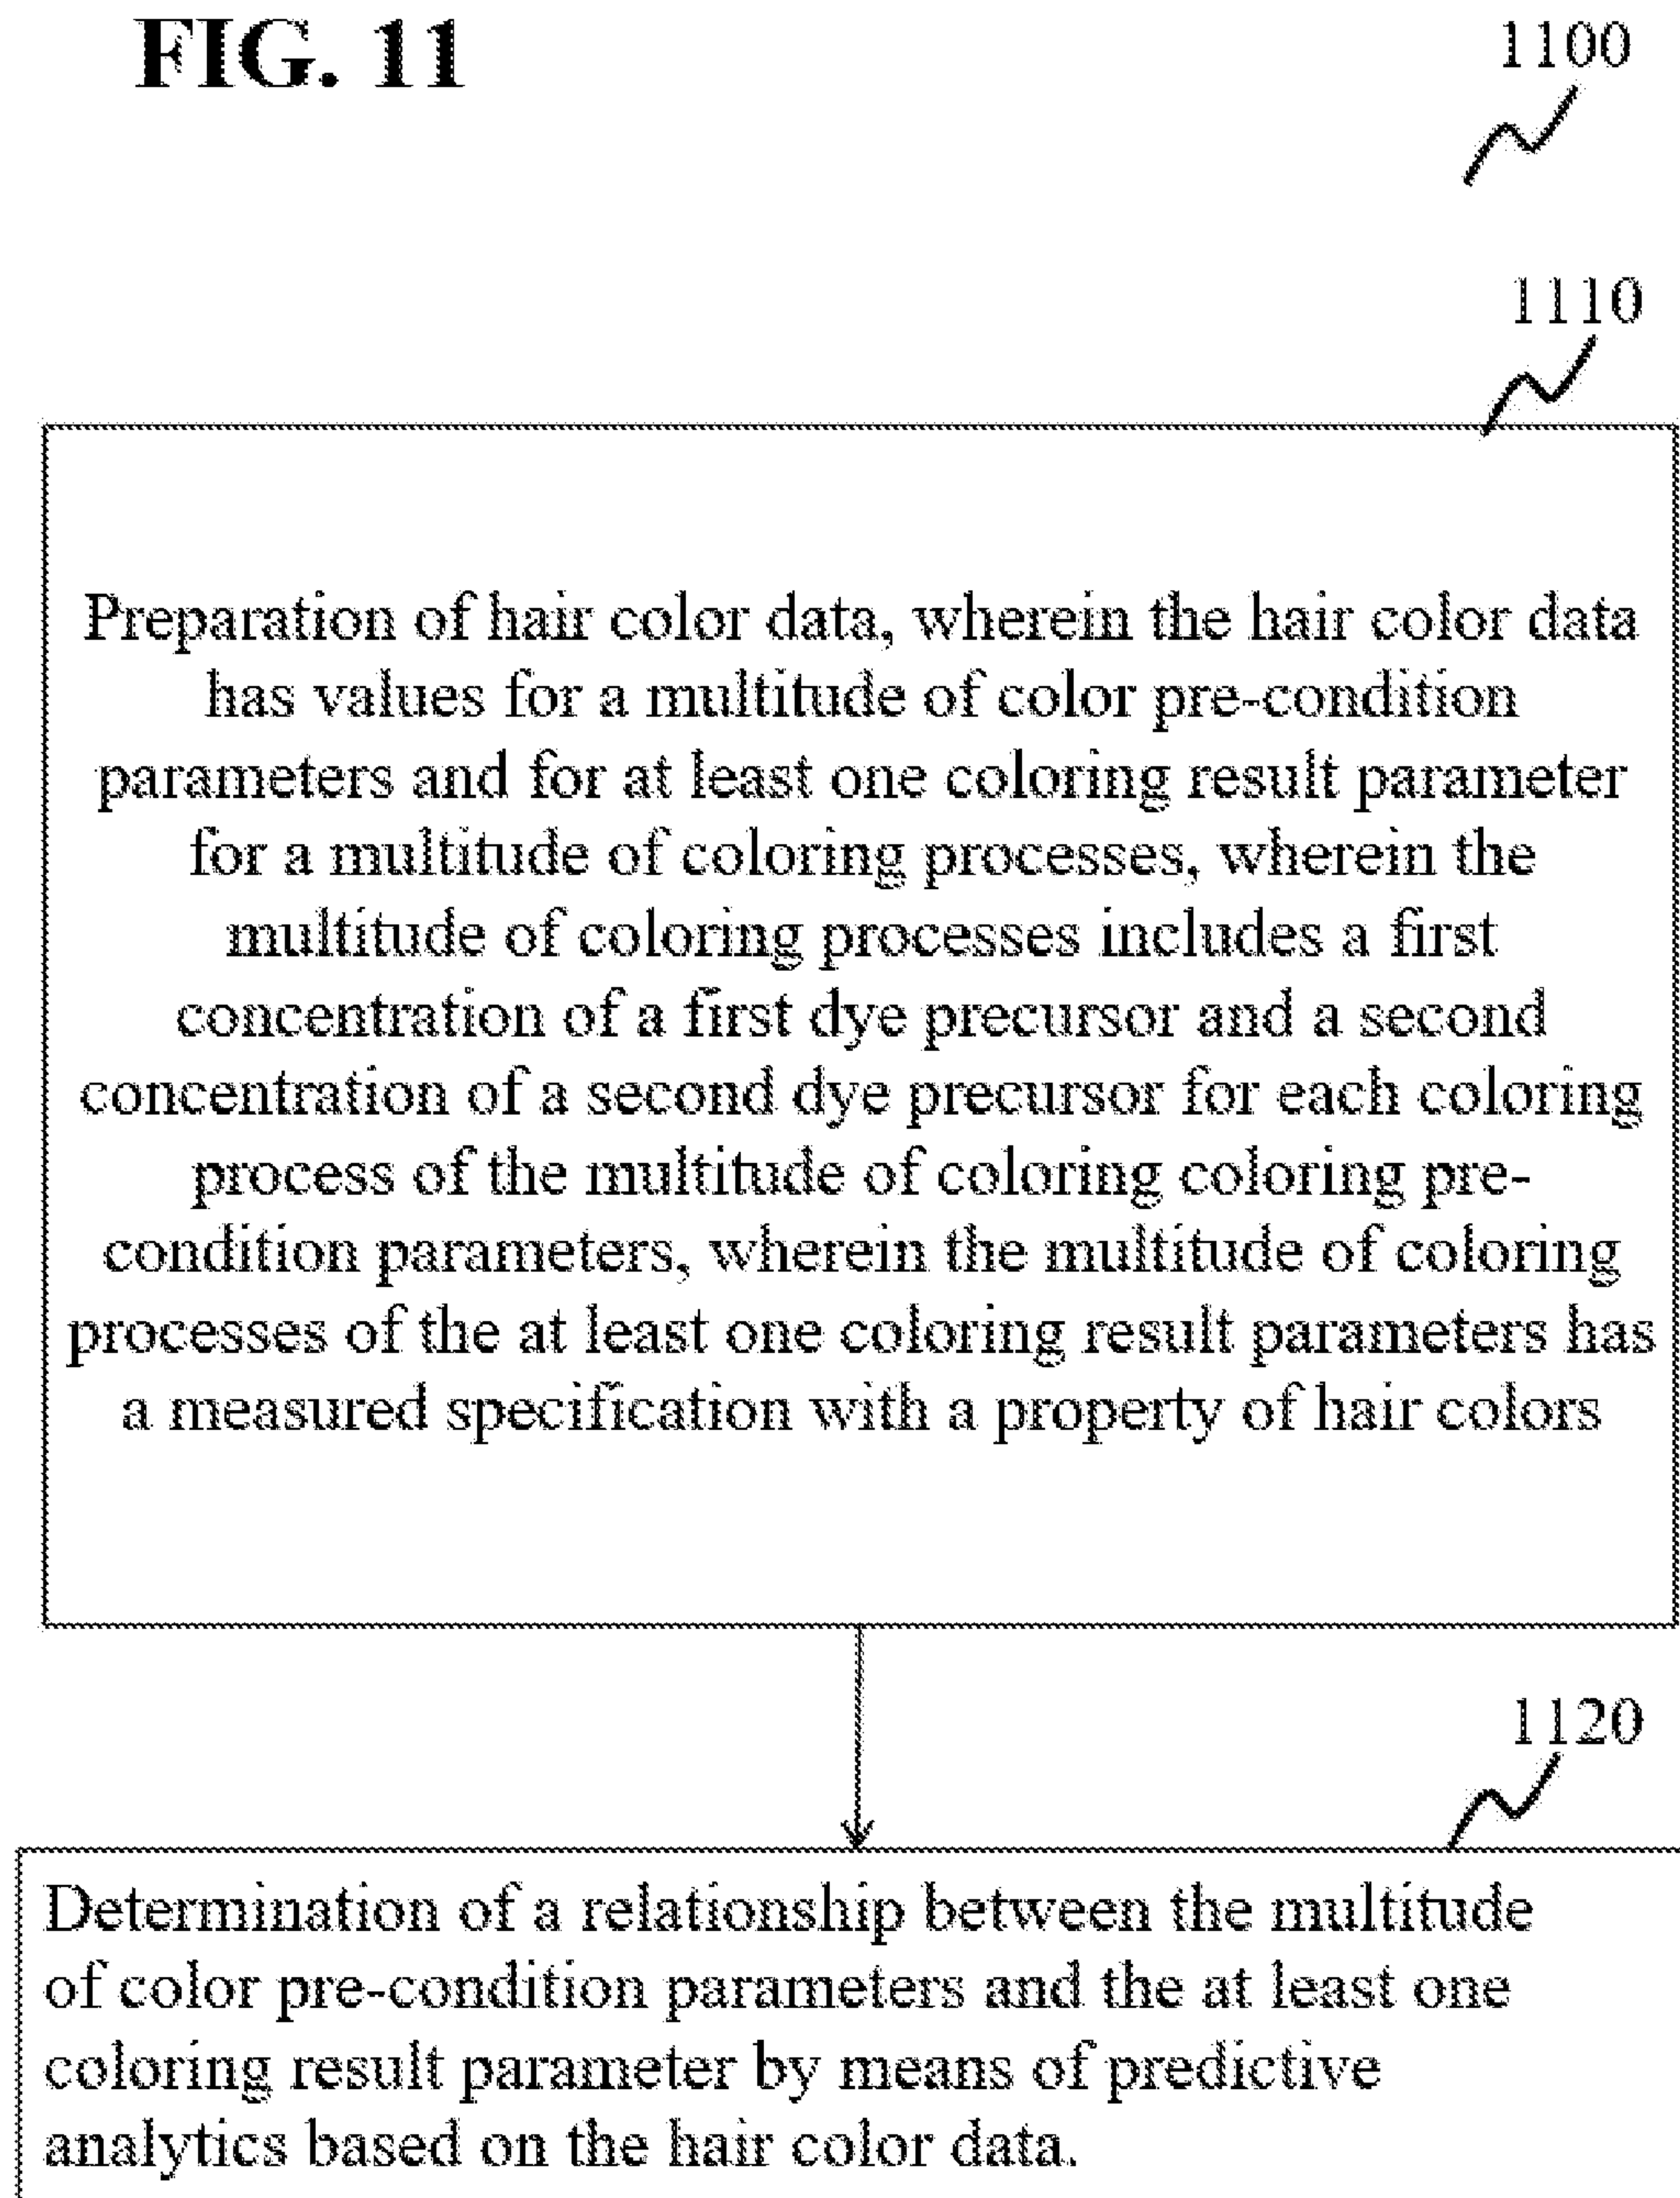 FIG. 11
1100
1110
Preparation of hair color data, wherein the hair color data
has values for a multitude of color pre-condition
parameters and for at least one coloring result parameter
for a multitude of coloring processes, wherein the
multitude of coloring processes includes a first
concentration of a first dye precursor and a second
concentration of a second dye precursor for each coloring
process of the multitude of coloring coloring pre-
condition parameters, wherein the multitude of coloring
processes of the at least one coloring result parameters has
a measured specification with a property of hair colors
1120
Determination of a relationship between the multitude
of color pre-condition parameters and the at least one
coloring result parameter by means of predictive
analytics based on the hair color data.